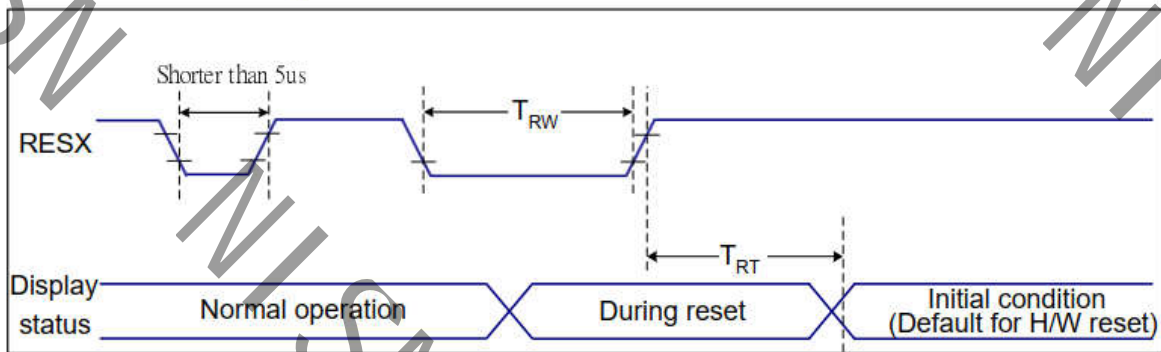 Shorter than 5us
RESX
TRW
TRT
Display
status
Normal operation
During reset
Initial condition
(Default for H/W reset)